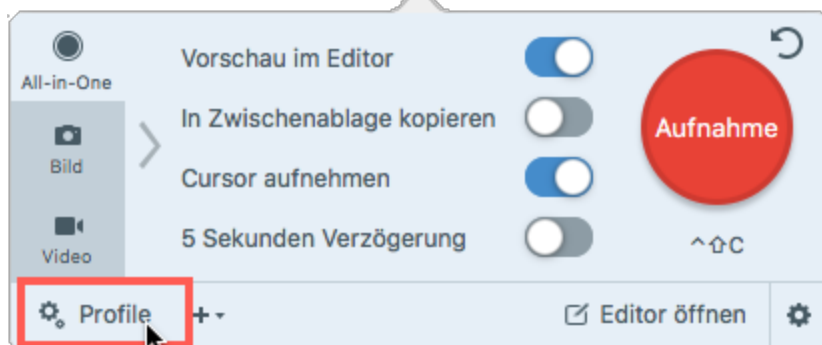 All-in-One
Bild
Video
Vorschau im Editor
In Zwischenablage kopieren
Cursor aufnehmen
5 Sekunden Verzögerung
Aufnahme
^⇧C
Profile
+
Editor öffnen